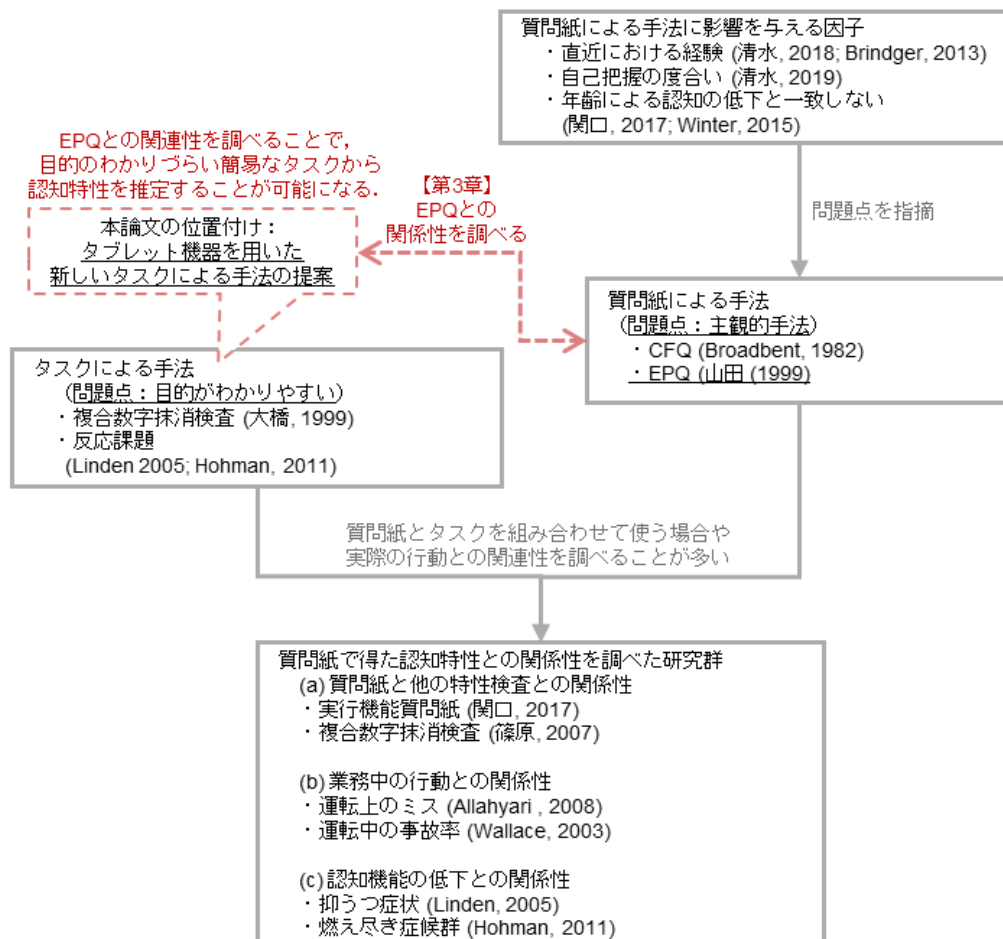 質問紙による手法に影響を与える因子
・直近における経験 (清水, 2018; Brindger, 2013)
・自己把握の度合い (清水, 2019)
・年齢による認知の低下と一致しない
(関口, 2017; Winter, 2015)
問題点を指摘
EPQとの関連性を調べることで,
目的のわかりづらい簡易なタスクから
認知特性を推定することが可能になる.
【第3章】
EPQとの
関係性を調べる
本論文の位置付け：
タブレット機器を用いた
新しいタスクによる手法の提案
質問紙による手法
(問題点：主観的手法)
・CFQ (Broadbent, 1982)
・EPQ (山田 (1999)
タスクによる手法
(問題点：目的がわかりやすい)
・複合数字抹消検査 (大橋, 1999)
・反応課題
(Linden 2005; Hohman, 2011)
質問紙とタスクを組み合わせて使う場合や
実際の行動との関連性を調べることが多い
質問紙で得た認知特性との関係性を調べた研究群
(a) 質問紙と他の特性検査との関係性
・実行機能質問紙 (関口, 2017)
・複合数字抹消検査 (篠原, 2007)
(b) 業務中の行動との関係性
・運転上のミス (Allahyari , 2008)
・運転中の事故率 (Wallace, 2003)
(c) 認知機能の低下との関係性
・抑うつ症状 (Linden, 2005)
・燃え尽き症候群 (Hohman, 2011)